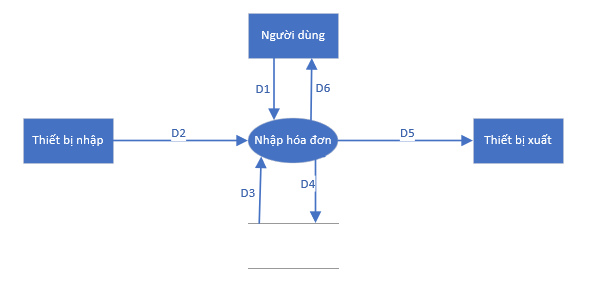 Người dùng
D1
D6
Thiết bị nhập
D2
Nhập hóa đơn
D5
Thiết bị xuất
D3
D4